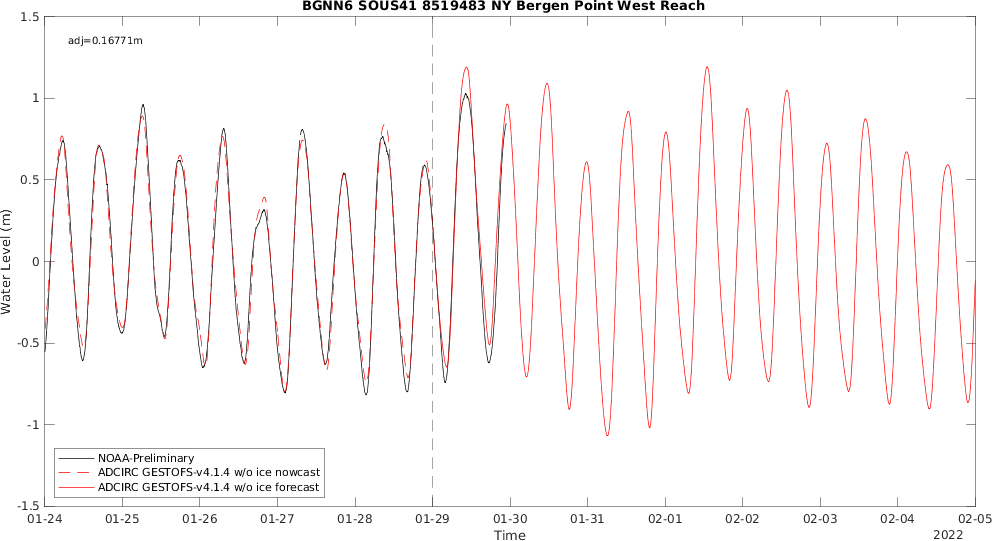 BGNN6 SOUS41 8519483 NY Bergen Point West Reach
adj=0.16771m
1.5
1
0.5
0
-0.5
-1
-1.5
Water Level (m)
NOAA-Preliminary
ADCIRC GESTOFS-v4.1.4 w/o ice nowcast
ADCIRC GESTOFS-v4.1.4 w/o ice forecast
01-24 01-25 01-26 01-27 01-28 01-29 01-30 01-31 02-01 02-02 02-03 02-04 02-05
Time
2022